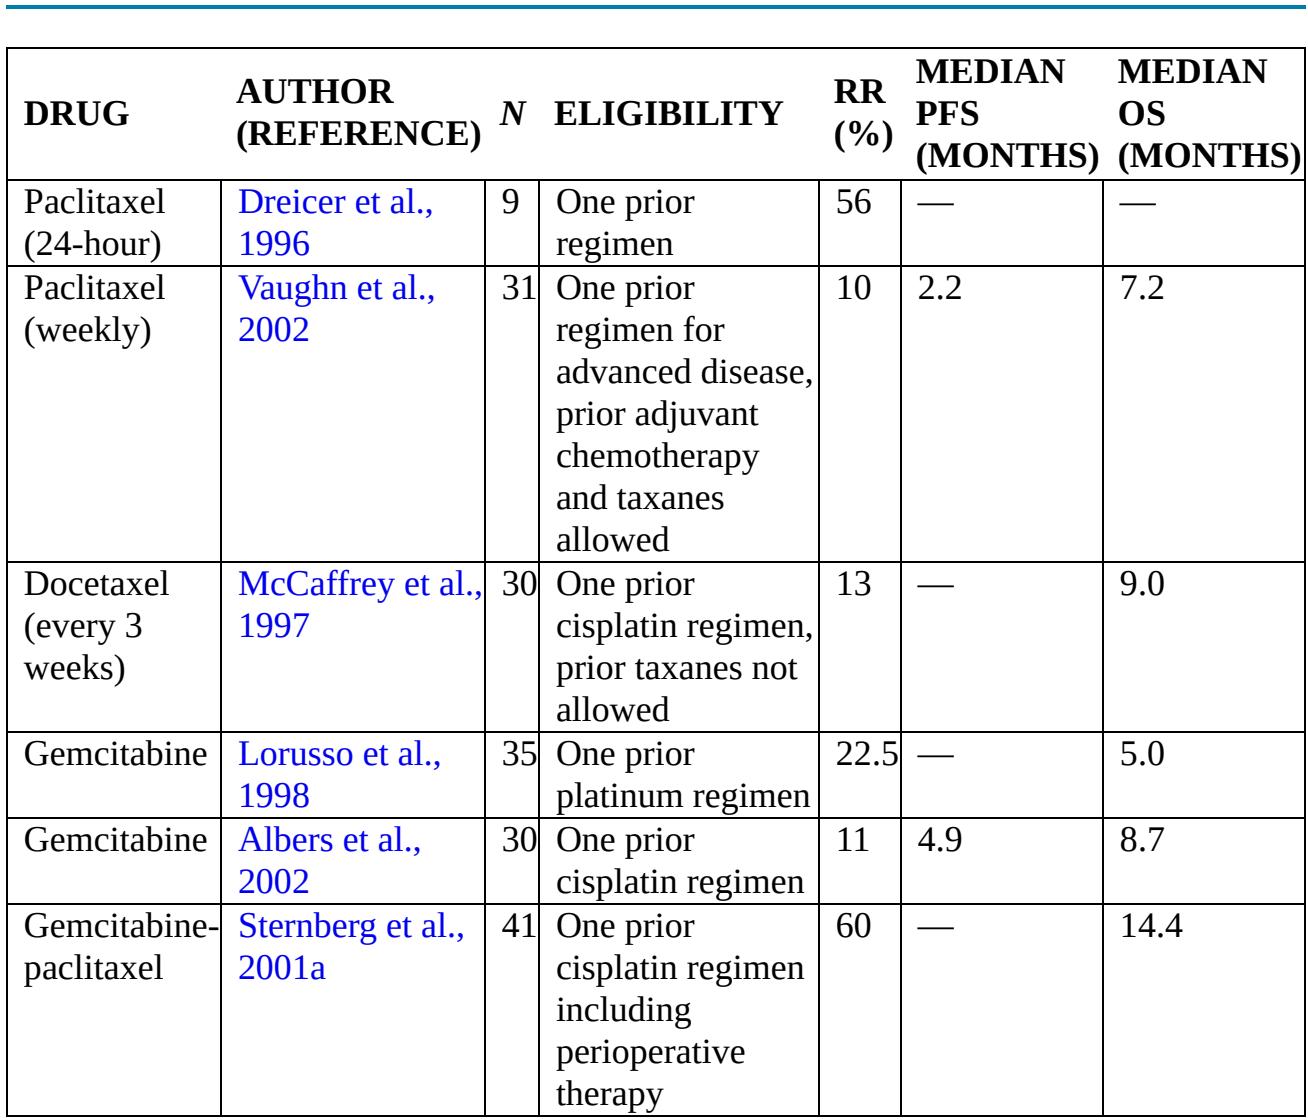 DRUG
AUTHOR
(REFERENCE)
N
ELIGIBILITY
RR
(%)
MEDIAN
PFS
(MONTHS)
MEDIAN
OS
(MONTHS)
Paclitaxel
(24-hour)
Dreicer et al.,
1996
9
One prior
regimen
56
—
—
Paclitaxel
(weekly)
Vaughn et al.,
2002
31
One prior
regimen for
advanced disease,
prior adjuvant
chemotherapy
and taxanes
allowed
10
2.2
7.2
Docetaxel
(every 3
weeks)
McCaffrey et al.,
1997
30
One prior
cisplatin regimen,
prior taxanes not
allowed
13
—
9.0
Gemcitabine
Lorusso et al.,
1998
35
One prior
platinum regimen
22.5
—
5.0
Gemcitabine
Albers et al.,
2002
30
One prior
cisplatin regimen
11
4.9
8.7
Gemcitabine-
paclitaxel
Sternberg et al.,
2001a
41
One prior
cisplatin regimen
including
perioperative
therapy
60
—
14.4